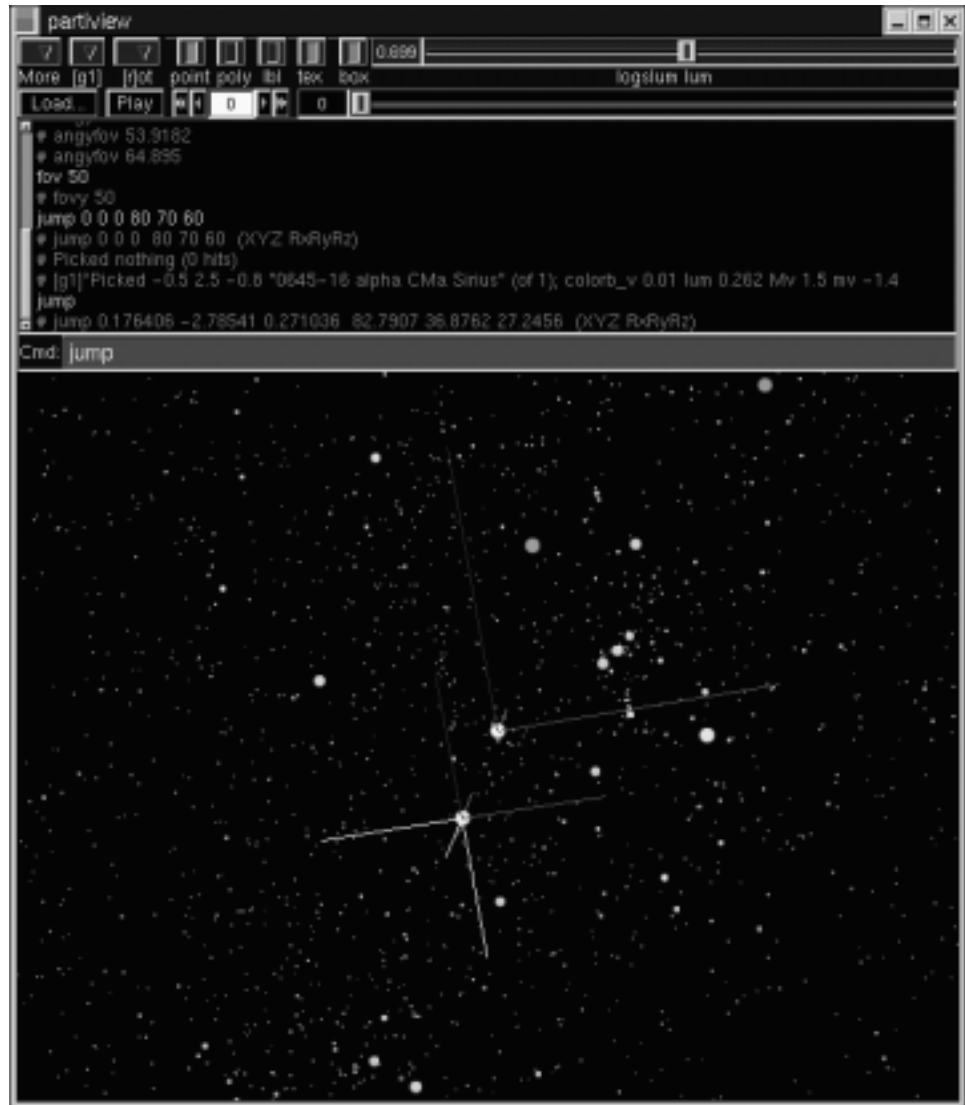 partiview
0.699
More [g1] [r]ot point poly lbl tex box logslum lum
Load... Play 0 0
# angyfov 53.9182
# angyfov 64.895
fov 50
# fovy 50
jump 0 0 0 80 70 60
# jump 0 0 0 80 70 60 (XYZ RxRyRz)
# Picked nothing (0 hits)
# [g1]"Picked -0.5 2.5 -0.8 "0645-16 alpha CMa Sirius" (of 1); colorb_v 0.01 lum 0.262 Mv 1.5 mv -1.4
jump
# jump 0.176406 -2.78541 0.271036 82.7907 36.8762 27.2456 (XYZ RxRyRz)
Cmd: jump